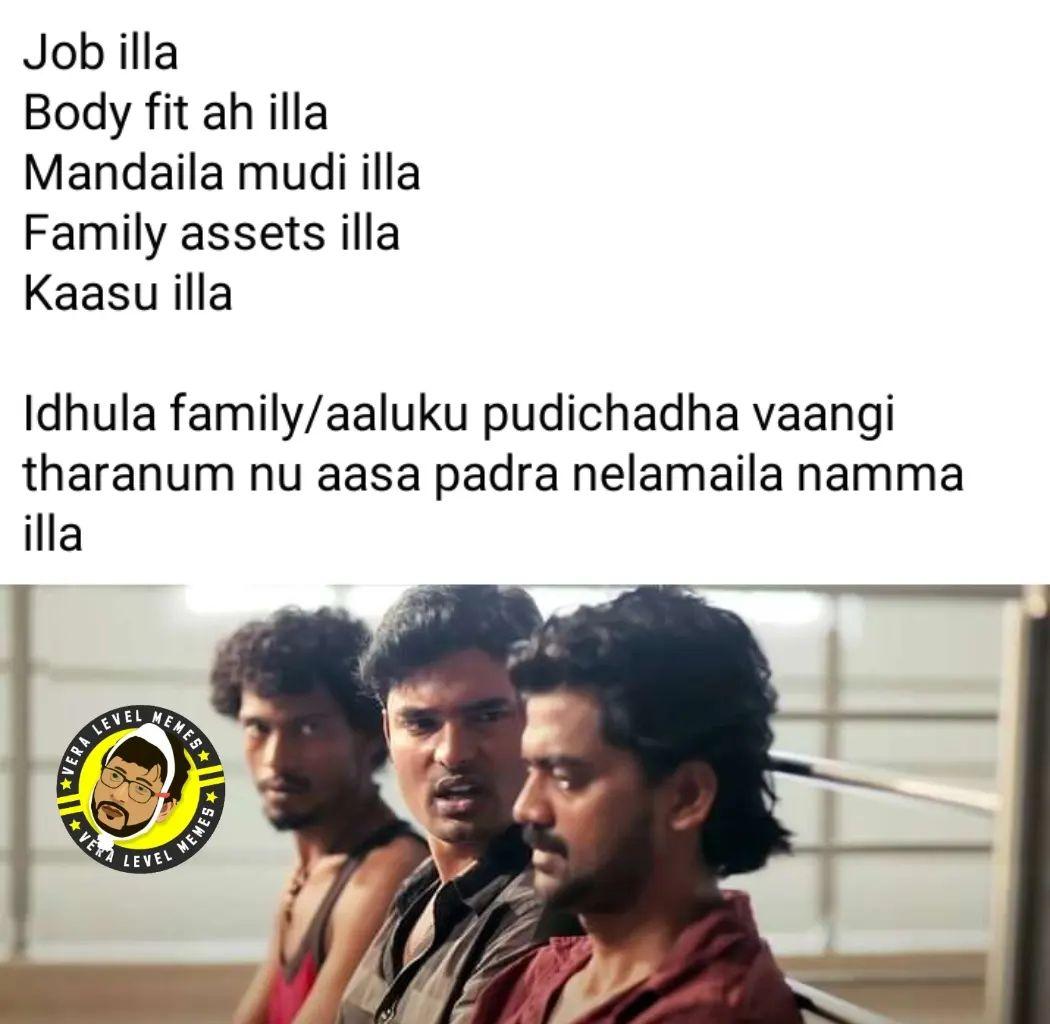 Job illa
Body fit ah illa
Mandaila mudi illa
Family assets illa
Kaasu illa
Idhula family/aaluku pudichadha vaangi
tharanum nu aasa padra nelamaila namma
illa
VERA LEVEL MEMES
VERA LEVEL MEMES